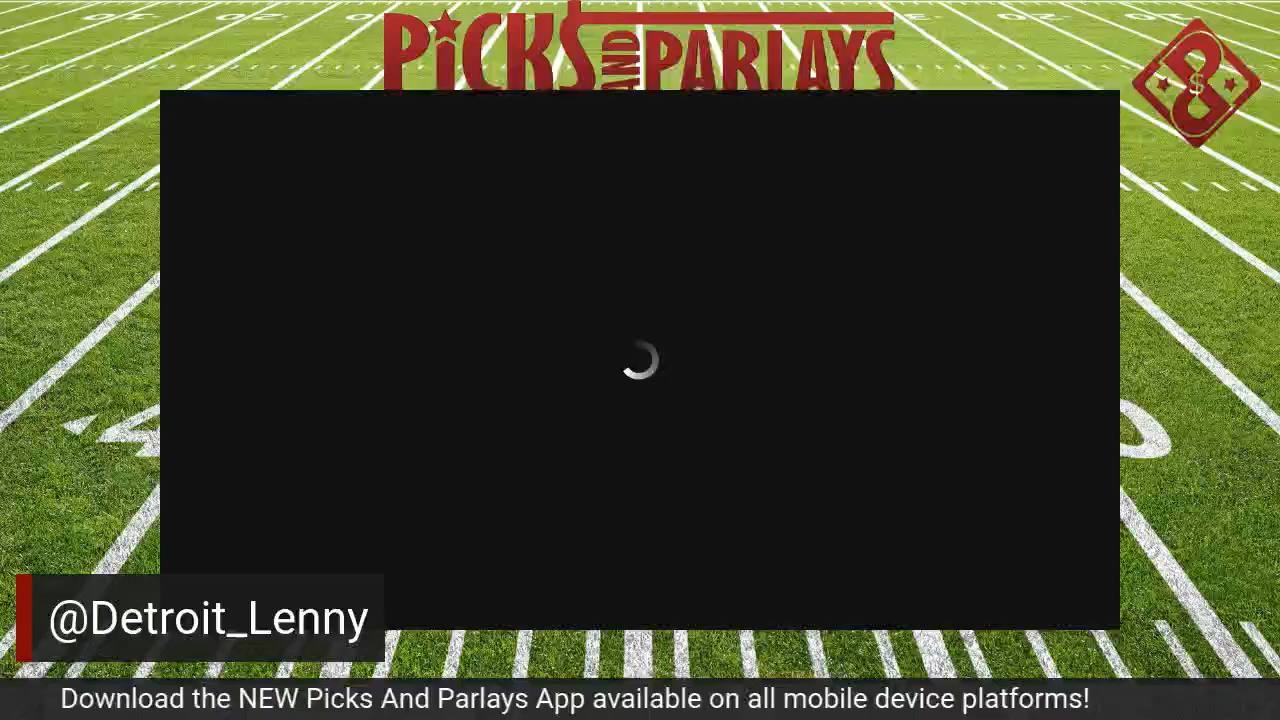 PiCKS AND PARLAYS
$
@Detroit_Lenny
Download the NEW Picks And Parlays App available on all mobile device platforms!